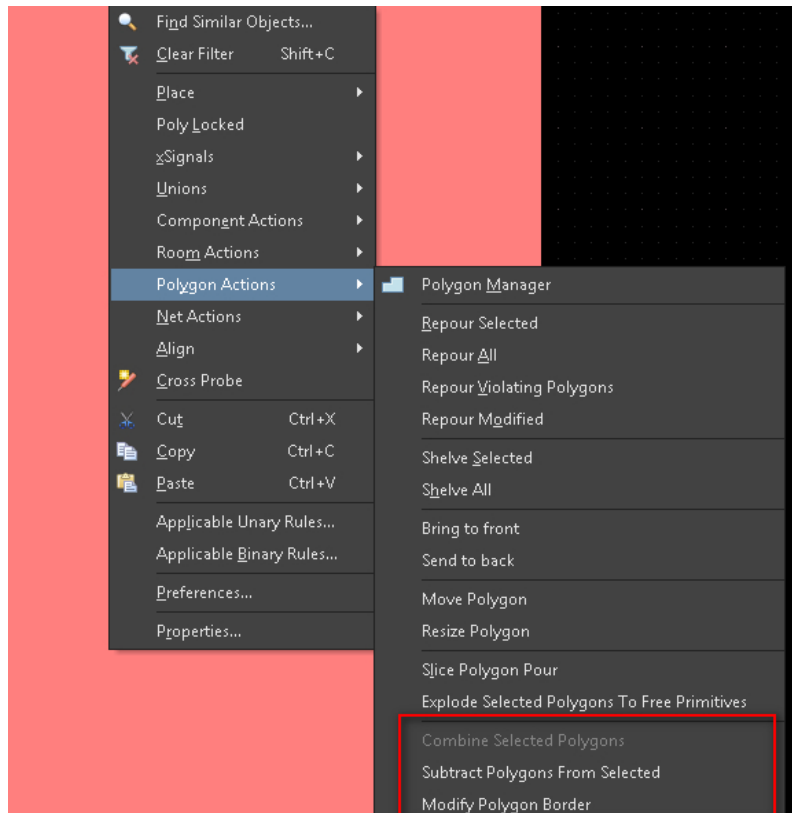 Find Similar Objects...
Clear Filter Shift+C
Place
Poly Locked
xSignals
Unions
Component Actions
Room Actions
Polygon Actions
Net Actions
Align
Cross Probe
Cut Ctrl+X
Copy Ctrl+C
Paste Ctrl+V
Applicable Unary Rules...
Applicable Binary Rules...
Preferences...
Properties...
Polygon Manager
Repour Selected
Repour All
Repour Violating Polygons
Repour Modified
Shelve Selected
Shelve All
Bring to front
Send to back
Move Polygon
Resize Polygon
Slice Polygon Pour
Explode Selected Polygons To Free Primitives
Combine Selected Polygons
Subtract Polygons From Selected
Modify Polygon Border